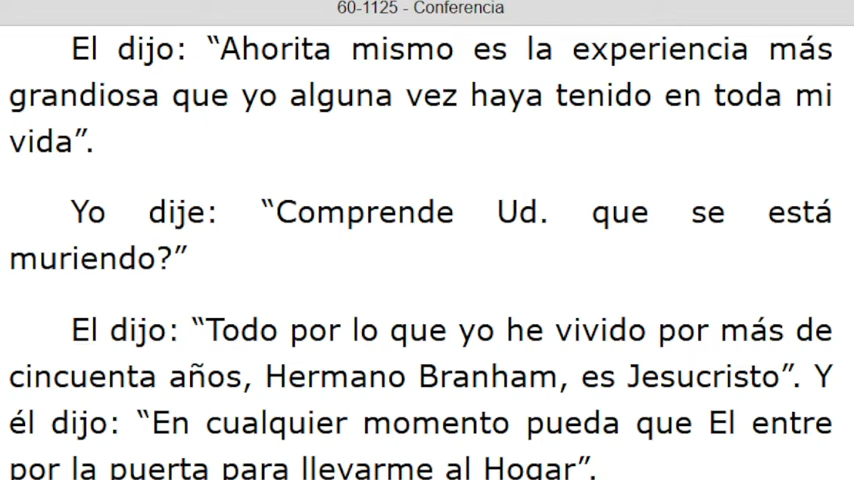 60-1125 - Conferencia
El dijo: “Ahorita mismo es la experiencia más
grandiosa que yo alguna vez haya tenido en toda mi
vida”.
Yo dije: “Comprende Ud. que se está
muriendo?”
El dijo: “Todo por lo que yo he vivido por más de
cincuenta años, Hermano Branham, es Jesucristo”. Y
él dijo: “En cualquier momento pueda que El entre
por la puerta para llevarme al Hogar”.